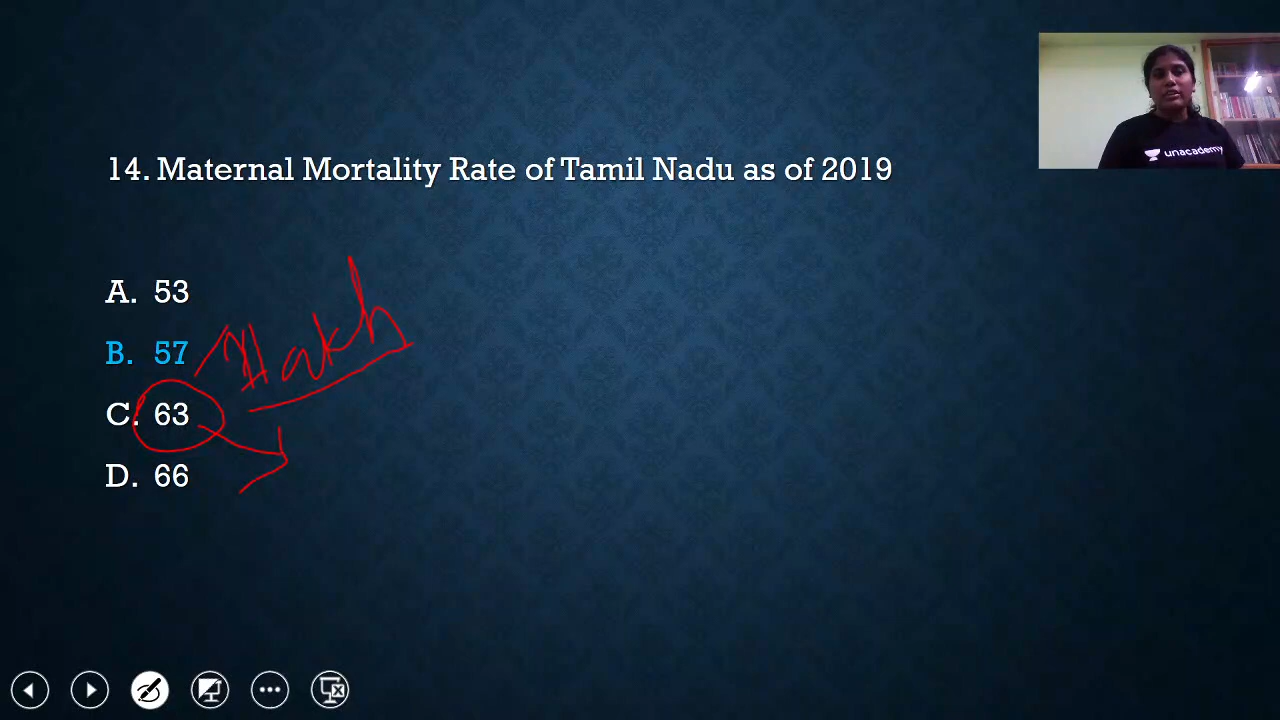 14. Maternal Mortality Rate of Tamil Nadu as of 2019
A. 53
B. 57
C. 63
D. 66
unacademy